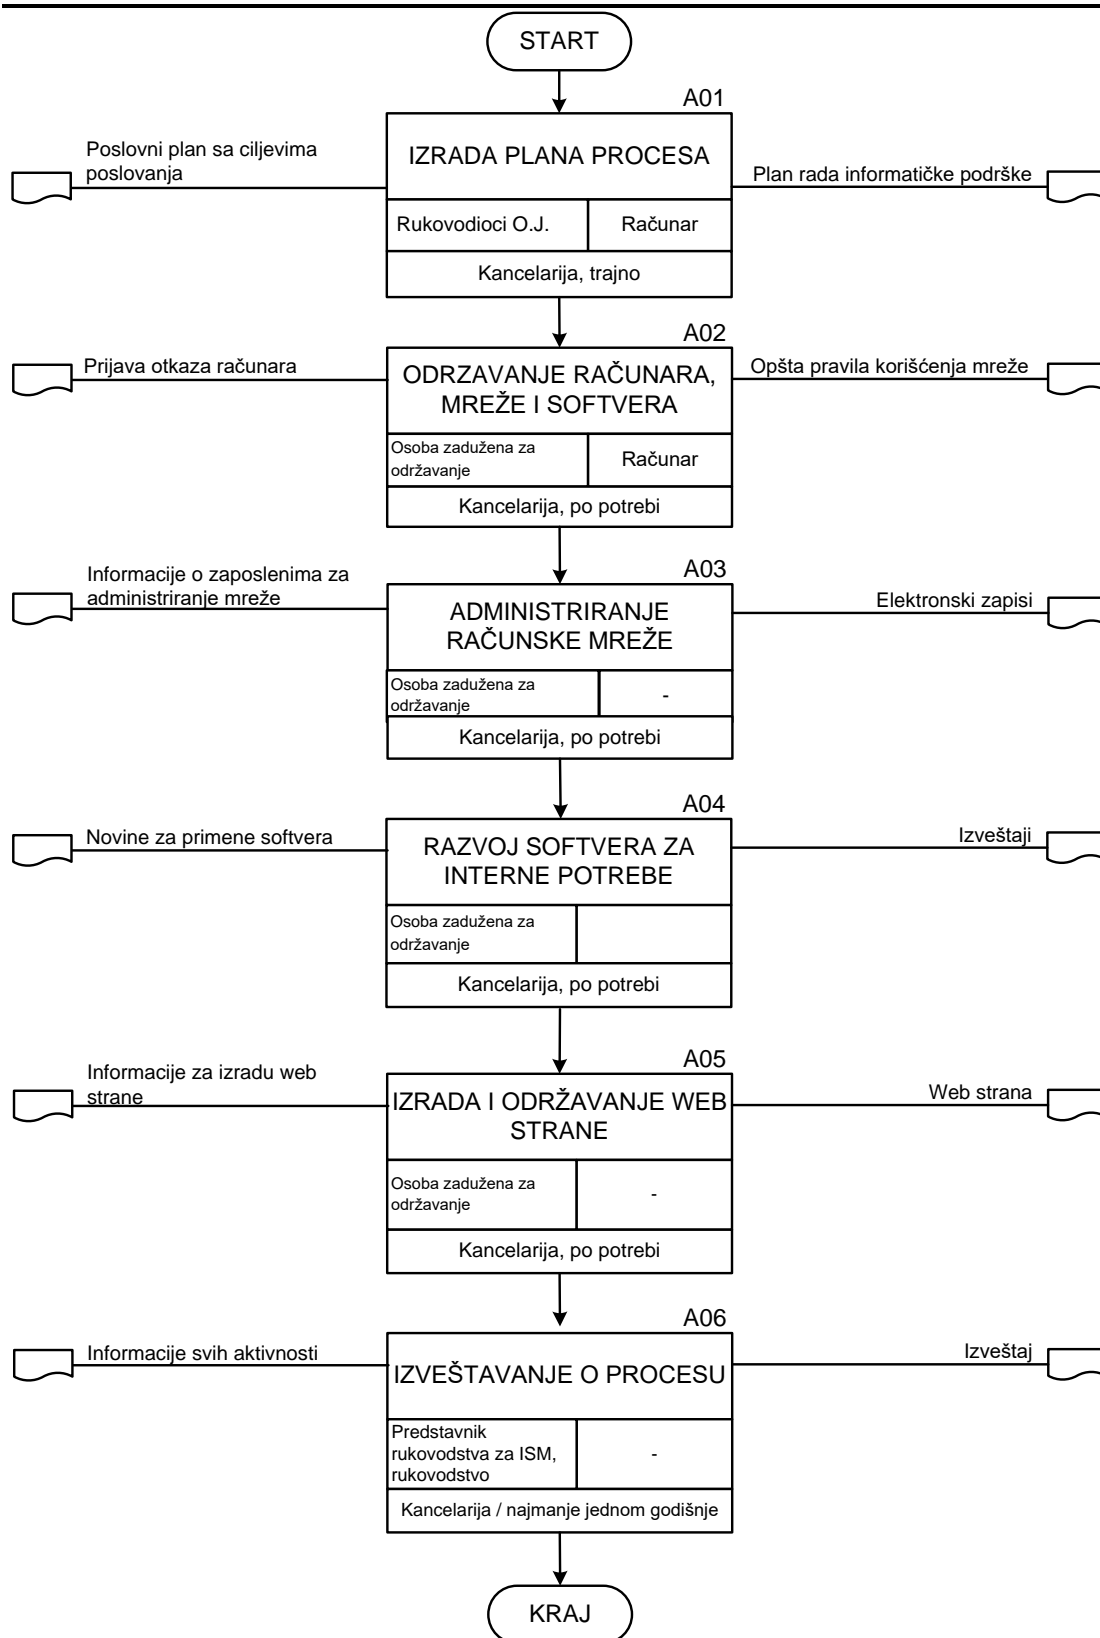 START
A01
Poslovni plan sa ciljevima
poslovanja
IZRADA PLANA PROCESA
Plan rada informatičke podrške
Rukovodioci O.J.
Računar
Kancelarija, trajno
A02
Prijava otkaza računara
ODRZAVANJE RAČUNARA,
MREŽE I SOFTVERA
Opšta pravila korišćenja mreže
Osoba zadužena za
održavanje
Računar
Kancelarija, po potrebi
A03
Informacije o zaposlenima za
administriranje mreže
ADMINISTRIRANJE
RAČUNSKE MREŽE
Elektronski zapisi
Osoba zadužena za
održavanje
-
Kancelarija, po potrebi
A04
Novine za primene softvera
RAZVOJ SOFTVERA ZA
INTERNE POTREBE
Izveštaji
Osoba zadužena za
održavanje
Kancelarija, po potrebi
A05
Informacije za izradu web
strane
IZRADA I ODRŽAVANJE WEB
STRANE
Web strana
Osoba zadužena za
održavanje
-
Kancelarija, po potrebi
A06
Informacije svih aktivnosti
IZVEŠTAVANJE O PROCESU
Izveštaj
Predstavnik
rukovodstva za ISM,
rukovodstvo
-
Kancelarija / najmanje jednom godišnje
KRAJ